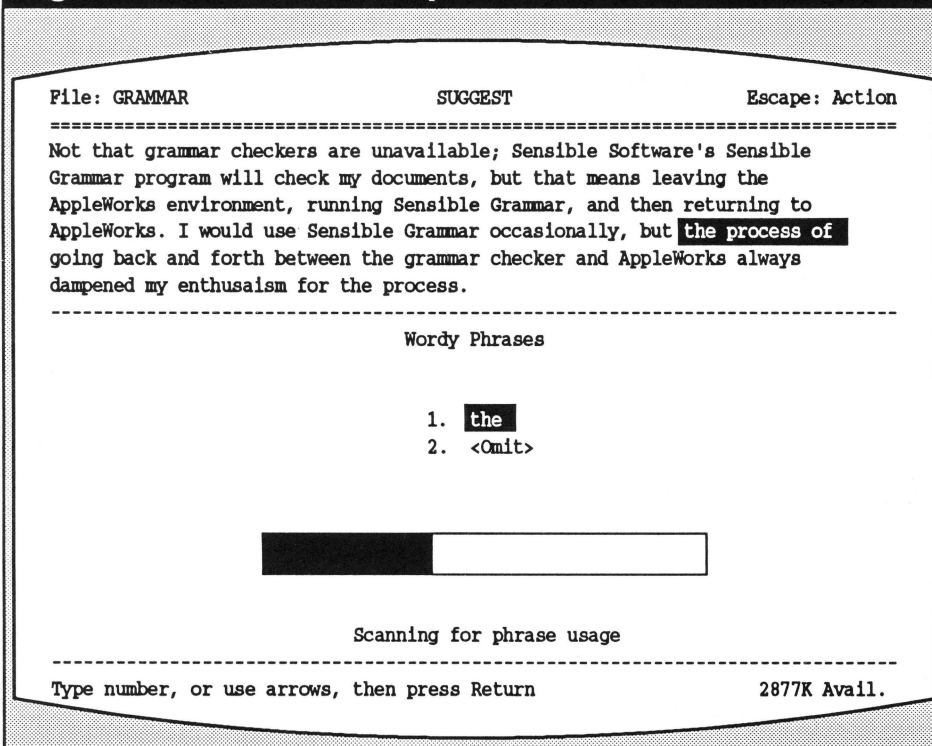 File: GRAMMAR SUGGEST Escape: Action
Not that grammar checkers are unavailable; Sensible Software's Sensible
Grammar program will check my documents, but that means leaving the
AppleWorks environment, running Sensible Grammar, and then returning to
AppleWorks. I would use Sensible Grammar occasionally, but the process of
going back and forth between the grammar checker and AppleWorks always
dampened my enthusaism for the process.
Wordy Phrases
1. the
2. <Omit>
Scanning for phrase usage
Type number, or use arrows, then press Return 2877K Avail.